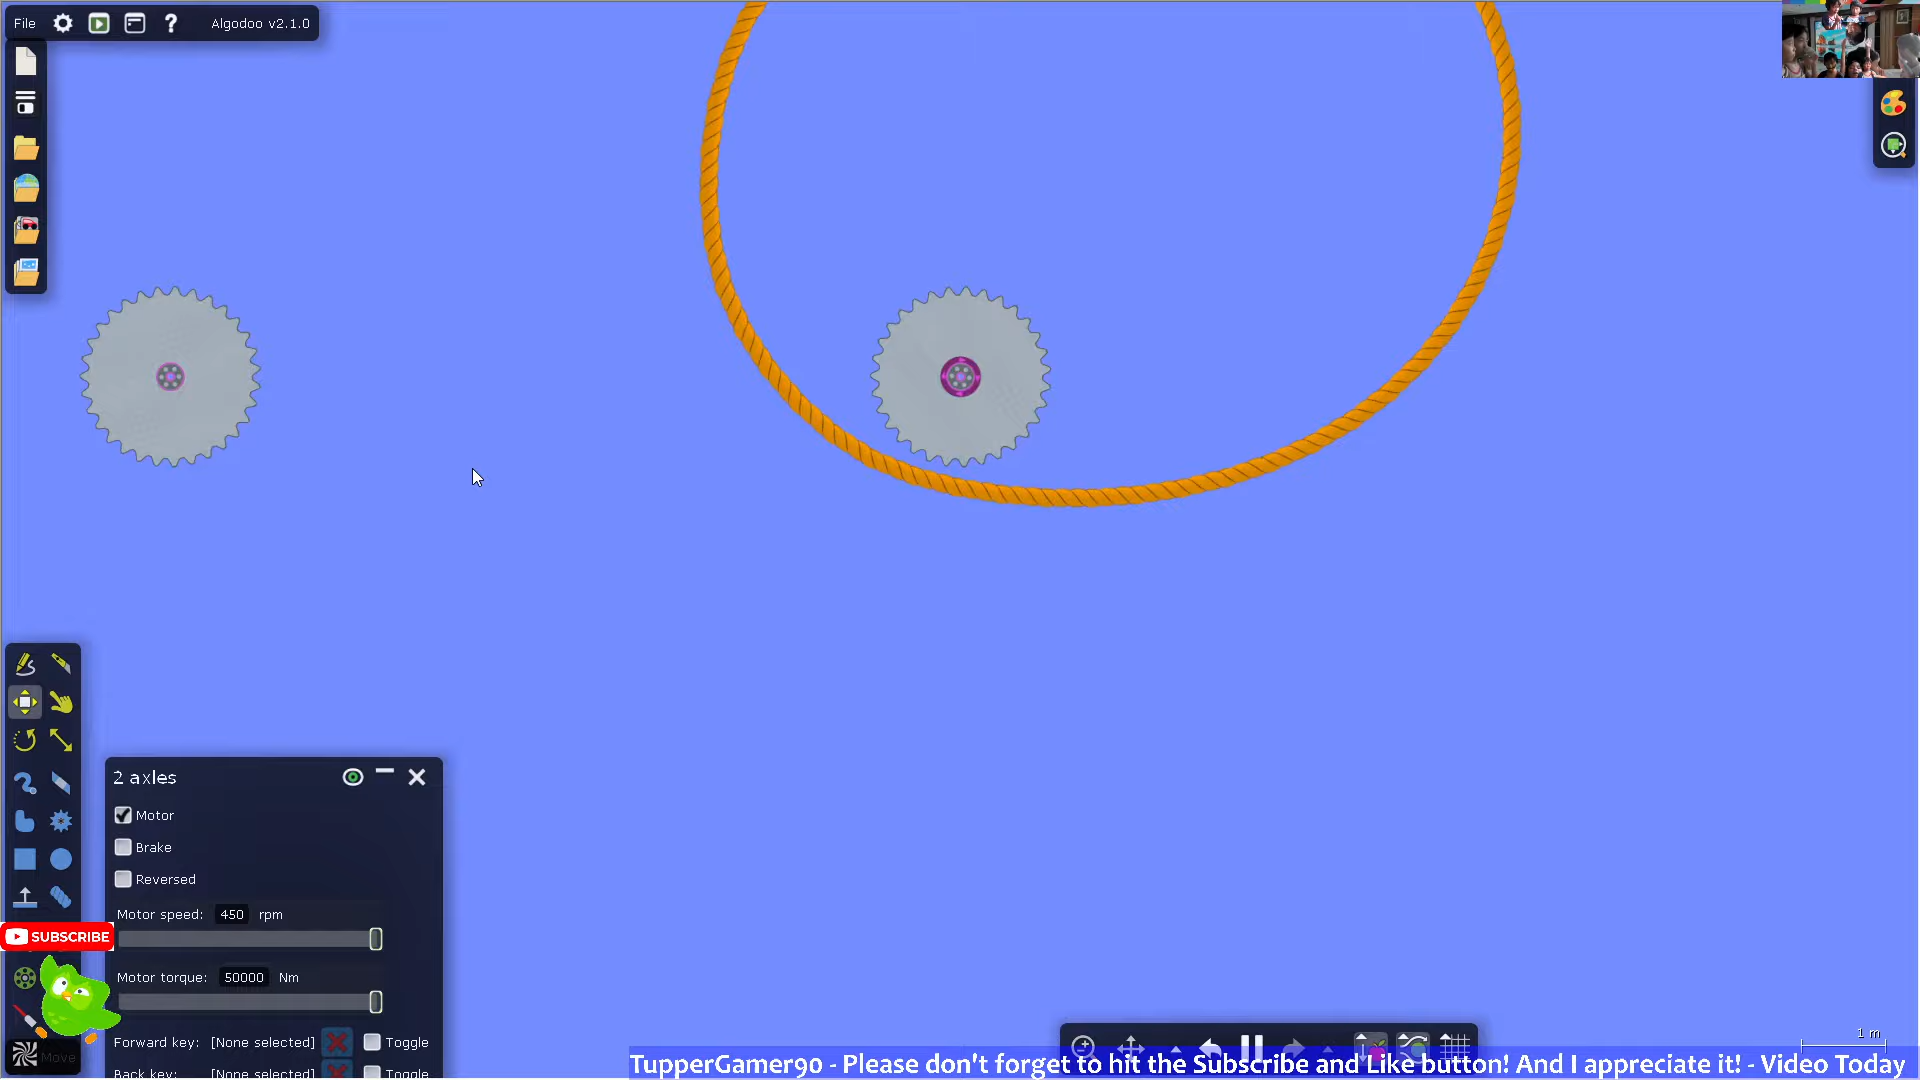 File
Algodoo v2.1.0
2 axles
Motor
Brake
Reversed
Motor speed: 450 rpm
SUBSCRIBE
Motor torque: 50000 Nm
Forward key: [None selected] Toggle
Back key: [None selected] Toggle
Move
1 m
TupperGamer90 - Please don't forget to hit the Subscribe and Like button! And I appreciate it! - Video Today